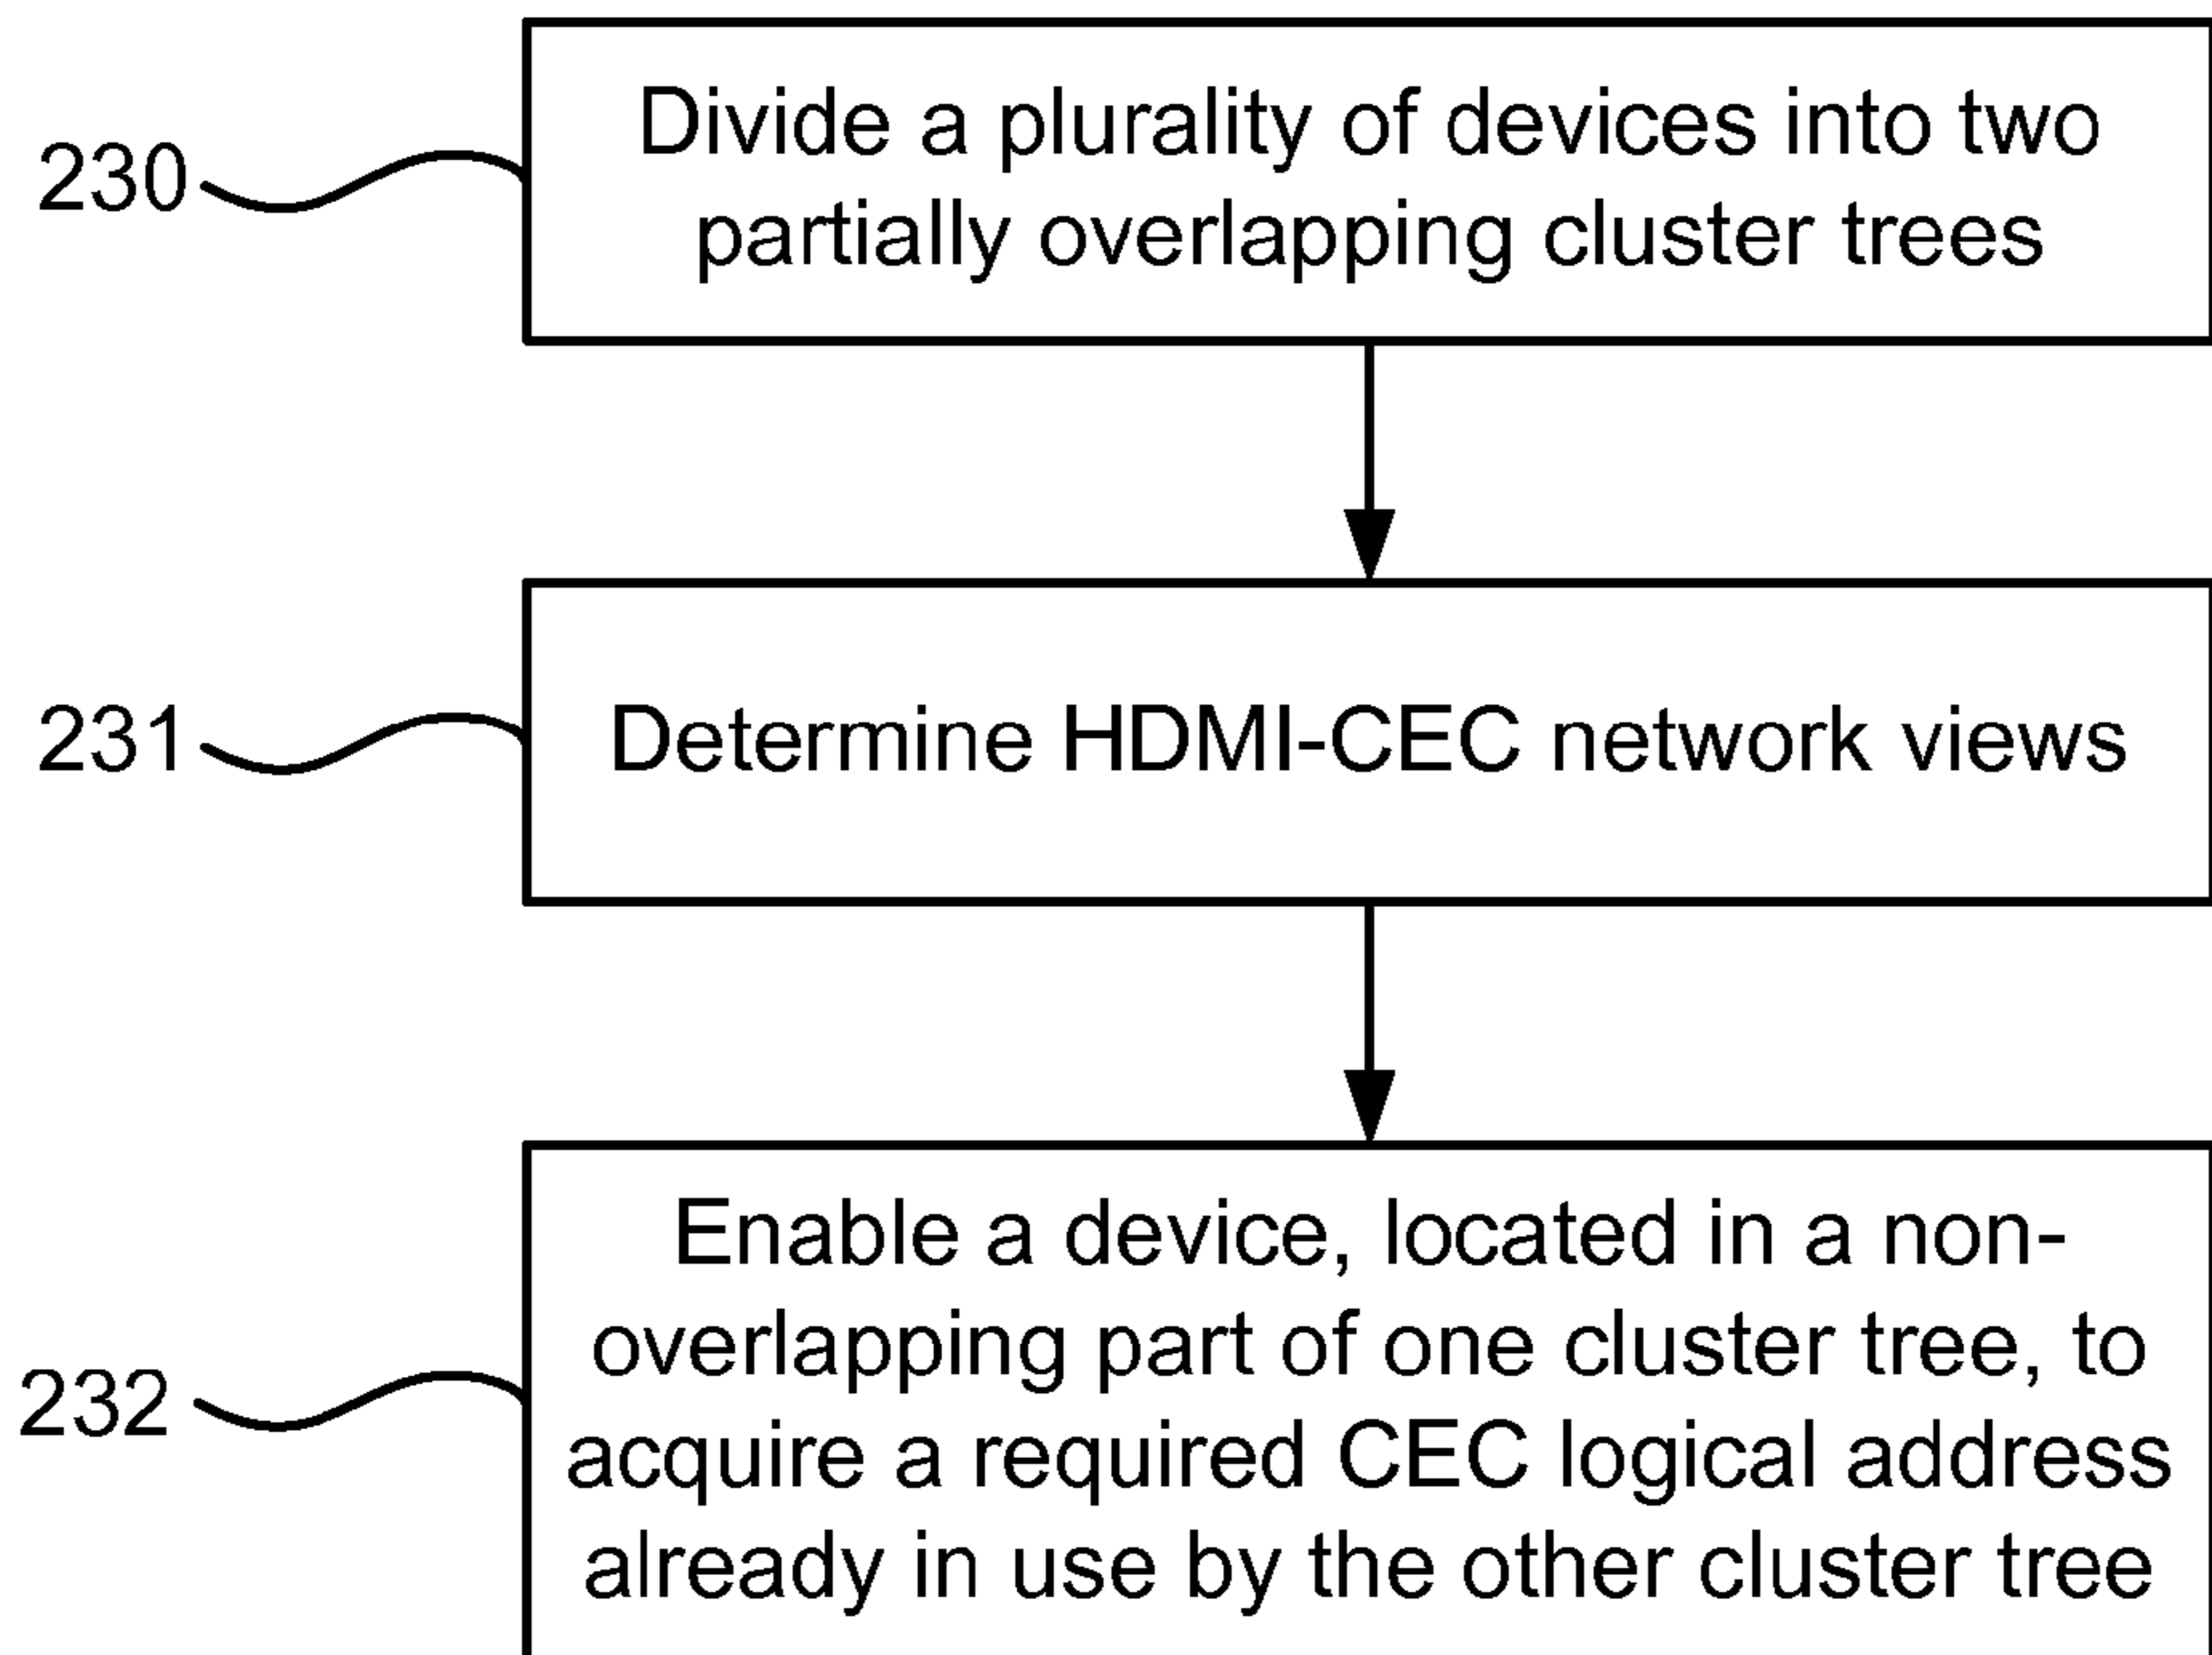 230
Divide a plurality of devices into two
partially overlapping cluster trees
231
Determine HDMI-CEC network views
232
Enable a device, located in a non-
overlapping part of one cluster tree, to
acquire a required CEC logical address
already in use by the other cluster tree